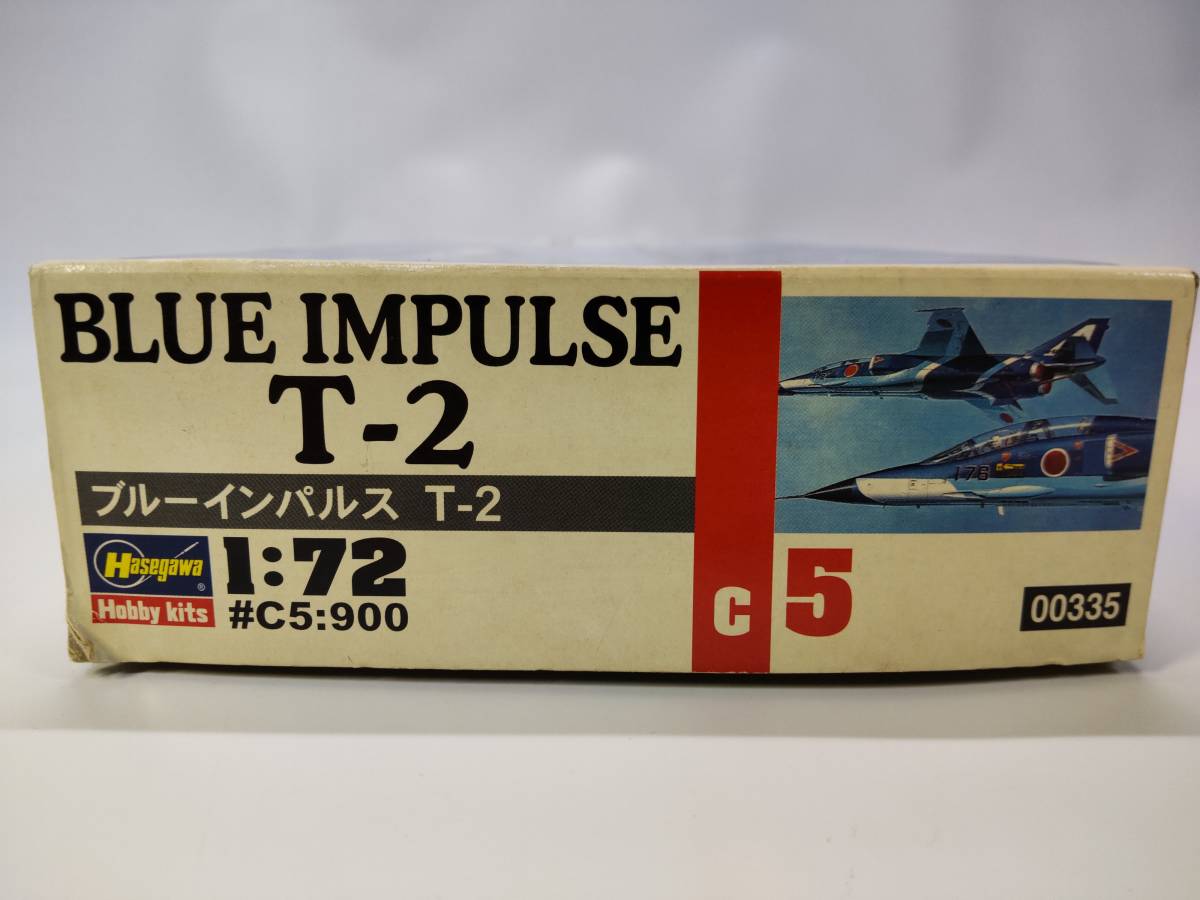 BLUE IMPULSE
T-2
ブルーインパルス T-2
Hasegawa®
Hobby kits
1:72
#C5:900
C 5
00335
176